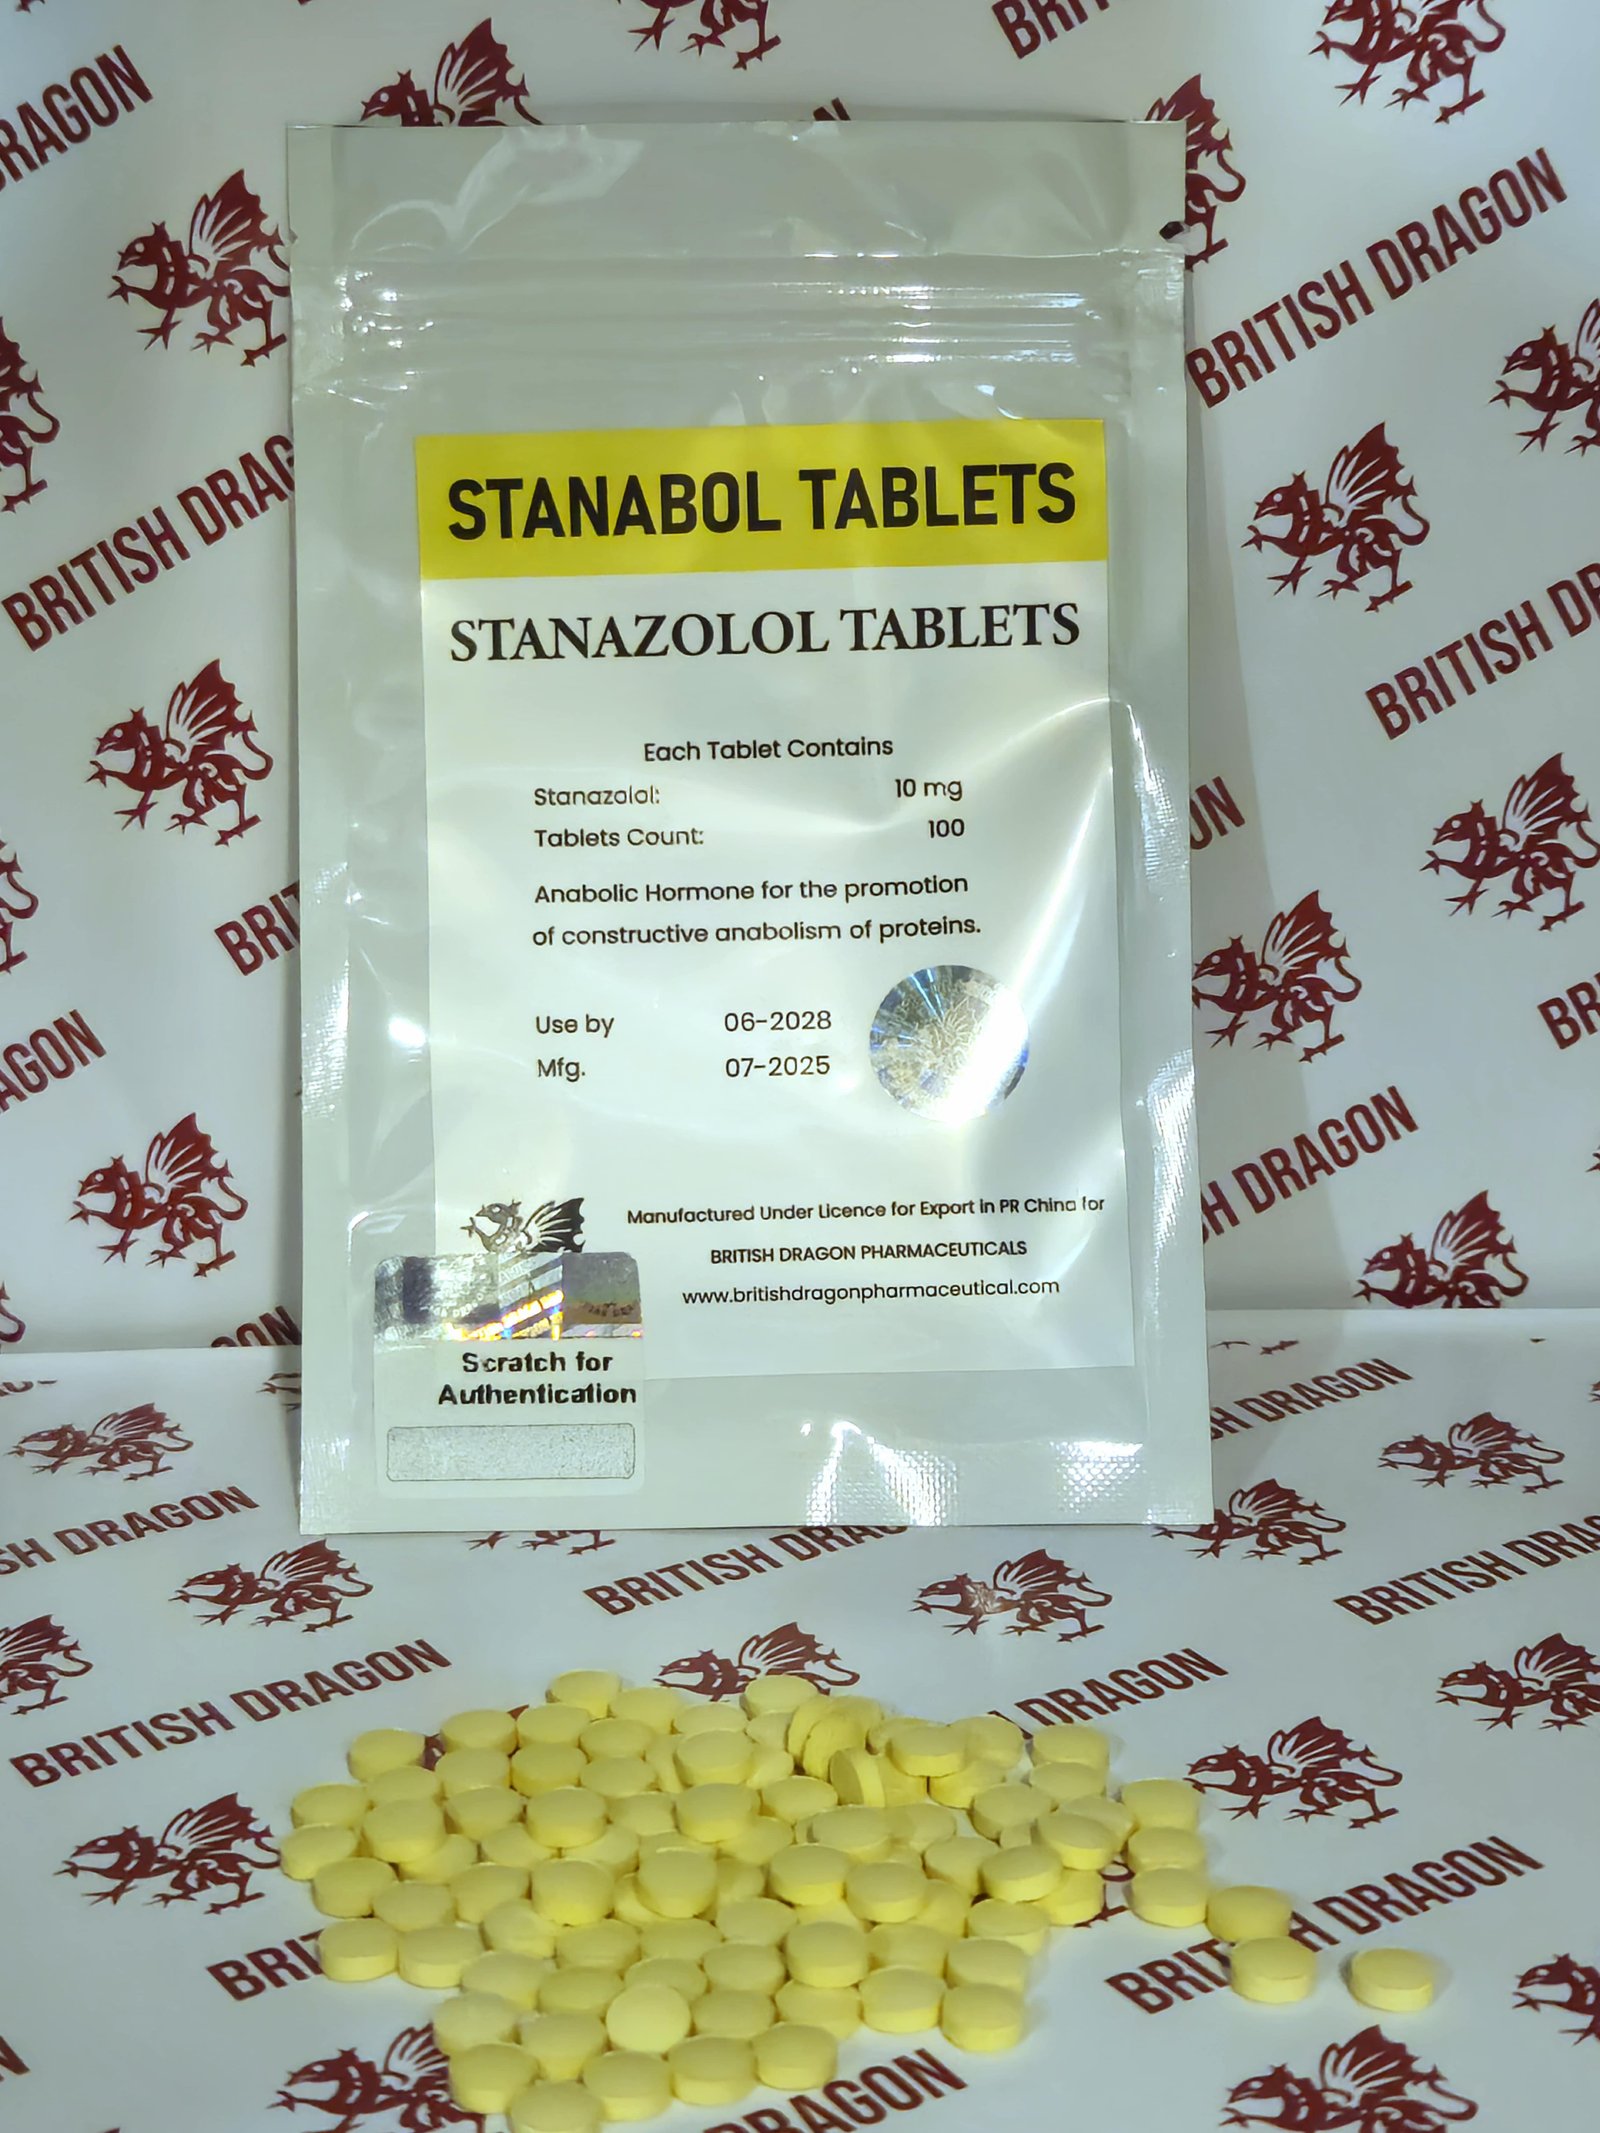 STANABOL TABLETS
STANAZOLOL TABLETS
Each Tablet Contains
Stanazolol: 10 mg
Tablets Count: 100
Anabolic Hormone for the promotion
of constructive anabolism of proteins.
Use by 06-2028
Mfg. 07-2025
Manufactured Under Licence for Export in PR China for
BRITISH DRAGON PHARMACEUTICALS
www.britishdragonpharmaceutical.com
Scratch for
Authentication
BRITISH DRAGON
BRITISH DRAGON
BRITISH DRAGON
BRITISH DRAGON